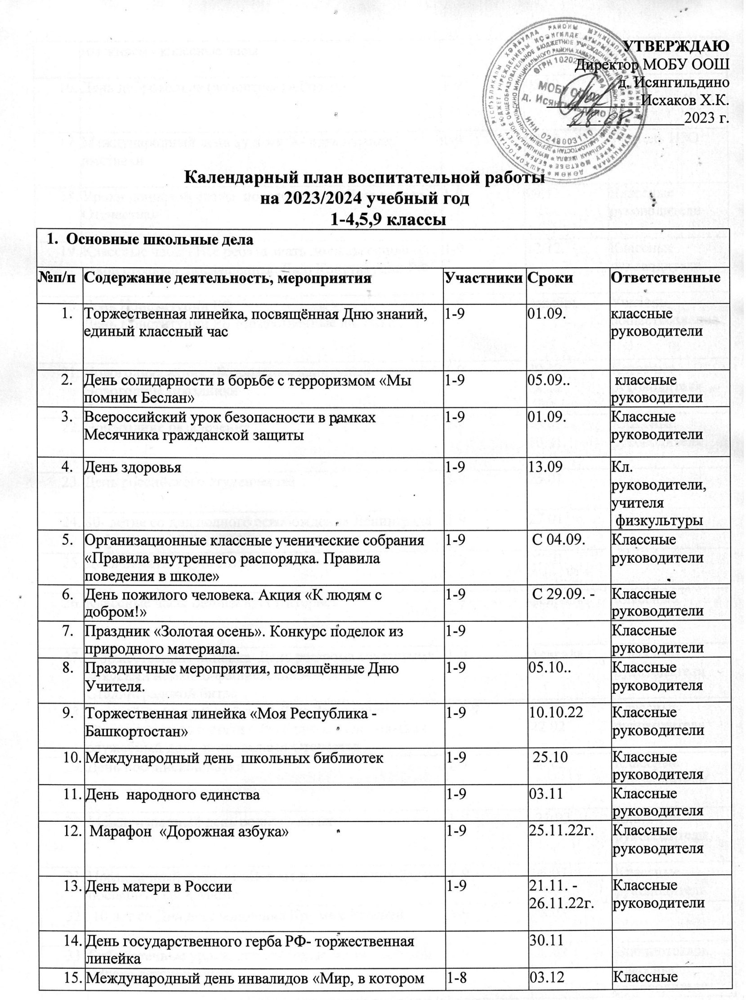 УТВЕРЖДАЮ
Директор МОБУ ООШ
д. Исянгильдино
Исхаков Х.К.
28.08 2023 г.
МОБУ ООШ
д. Исянгильдино
ИНН 0248003110
Календарный план воспитательной работы
на 2023/2024 учебный год
1-4,5,9 классы
1. Основные школьные дела
№п/п Содержание деятельность, мероприятия Участники Сроки Ответственные
1. Торжественная линейка, посвящённая Дню знаний, 1-9 01.09. классные
единый классный час руководители
2. День солидарности в борьбе с терроризмом «Мы 1-9 05.09.. классные
помним Беслан» руководители
3. Всероссийский урок безопасности в рамках 1-9 01.09. Классные
Месячника гражданской защиты руководители
4. День здоровья 1-9 13.09 Кл.
руководители,
учителя
физкультуры
5. Организационные классные ученические собрания 1-9 С 04.09. Классные
«Правила внутреннего распорядка. Правила руководители
поведения в школе»
6. День пожилого человека. Акция «К людям с 1-9 С 29.09. - Классные
добром!» руководители
7. Праздник «Золотая осень». Конкурс поделок из 1-9 Классные
природного материала. руководители
8. Праздничные мероприятия, посвящённые Дню 1-9 05.10.. Классные
Учителя. руководителя
9. Торжественная линейка «Моя Республика - 1-9 10.10.22 Классные
Башкортостан» руководители
10. Международный день школьных библиотек 1-9 25.10 Классные
руководителя
11. День народного единства 1-9 03.11 Классные
руководителя
12. Марафон «Дорожная азбука» 1-9 25.11.22г. Классные
руководителя
13. День матери в России 1-9 21.11. - Классные
26.11.22г. руководители
14. День государственного герба РФ- торжественная 30.11
линейка
15. Международный день инвалидов «Мир, в котором 1-8 03.12 Классные